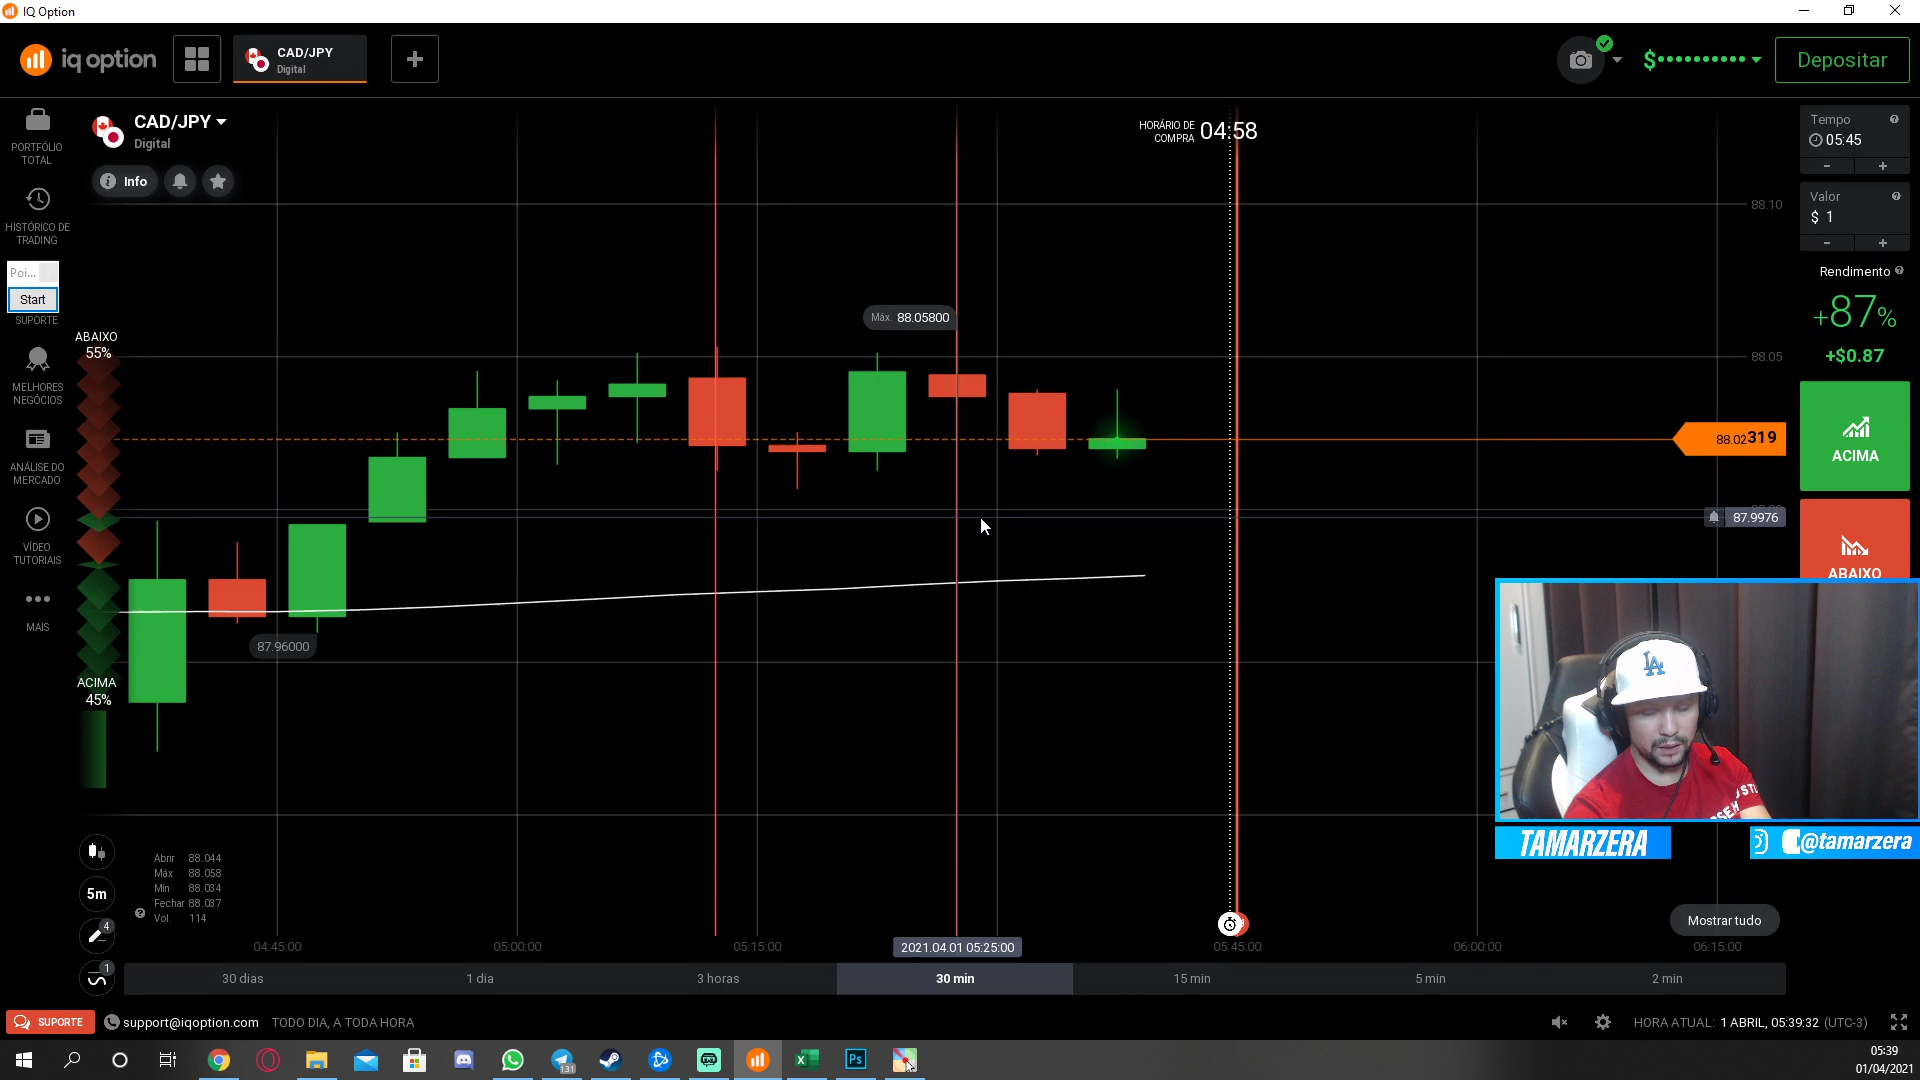 IQ Option
iq option
CAD/JPY
Digital
$
Depositar
CAD/JPY
Digital
Info
HORÁRIO DE
COMPRA
04:58
PORTFÓLIO
TOTAL
HISTÓRICO DE
TRADING
Poi...
Start
SUPORTE
MELHORES
NEGÓCIOS
ANÁLISE DO
MERCADO
VÍDEO
TUTORIAIS
MAIS
ABAIXO
55%
ACIMA
45%
Máx. 88.05800
87.96000
88.10
88.05
88.02319
87.9976
Tempo
05:45
- +
Valor
$ 1
- +
Rendimento
+87%
+$0.87
ACIMA
ABAIXO
LA
TAMARZERA
@tamarzera
5m
4
1
Abrir 88.044
Máx 88.058
Mín 88.034
Fechar 88.037
Vol. 114
Mostrar tudo
04:45:00
05:00:00
05:15:00
2021.04.01 05:25:00
05:45:00
06:00:00
06:15:00
30 dias
1 dia
3 horas
30 min
15 min
5 min
2 min
SUPORTE
support@iqoption.com
TODO DIA, A TODA HORA
HORA ATUAL: 1 ABRIL, 05:39:32 (UTC-3)
131
Ps
05:39
01/04/2021